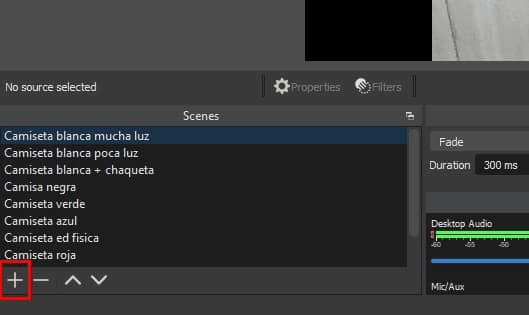 No source selected
Properties
Filters
Scenes
Camiseta blanca mucha luz
Camiseta blanca poca luz
Camiseta blanca + chaqueta
Camisa negra
Camiseta verde
Camiseta azul
Camiseta ed fisica
Camiseta roja
Fade
Duration 300 ms
Desktop Audio
-60 -55 -50
Mic/Aux